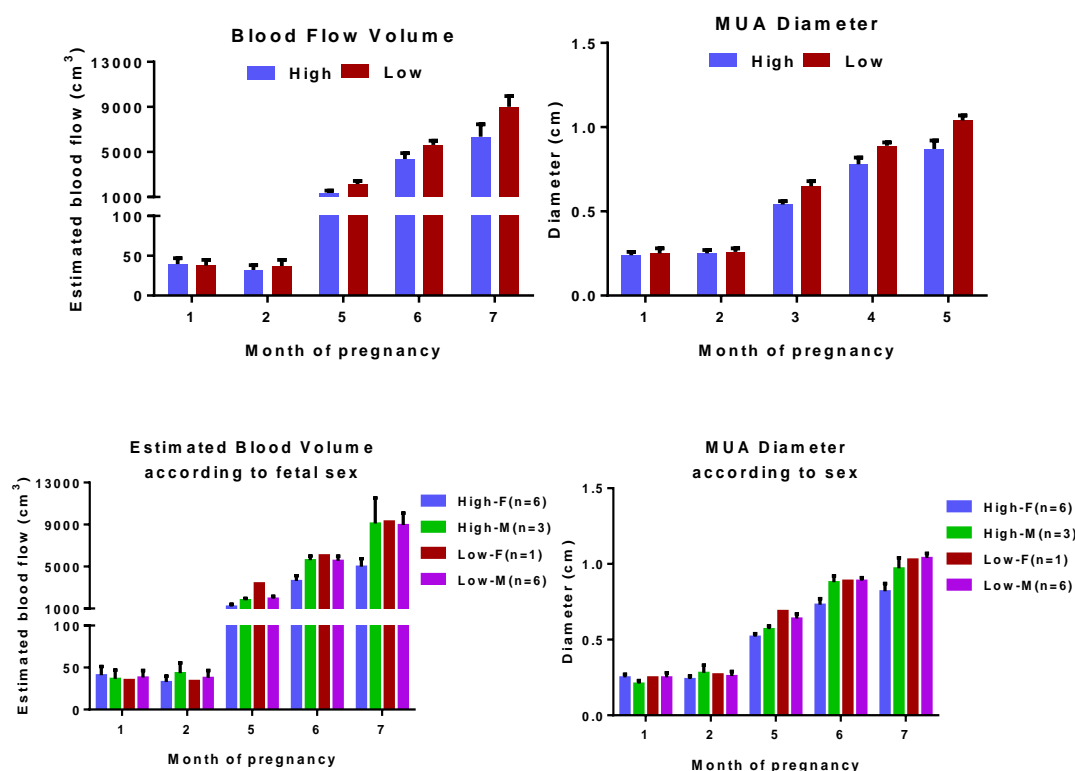 Blood Flow Volume
High Low
Estimated blood flow (cm³)
13000
9000
5000
1000
100
50
0
1 2 5 6 7
Month of pregnancy
MUA Diameter
High Low
Diameter (cm)
1.5
1.0
0.5
0.0
1 2 3 4 5
Month of pregnancy
Estimated Blood Volume
according to fetal sex
Estimated blood flow (cm³)
13000
9000
5000
1000
100
50
0
1 2 5 6 7
Month of pregnancy
High-F(n=6)
High-M(n=3)
Low-F(n=1)
Low-M(n=6)
MUA Diameter
according to sex
Diameter (cm)
1.5
1.0
0.5
0.0
1 2 5 6 7
Month of pregnancy
High-F(n=6)
High-M(n=3)
Low-F(n=1)
Low-M(n=6)